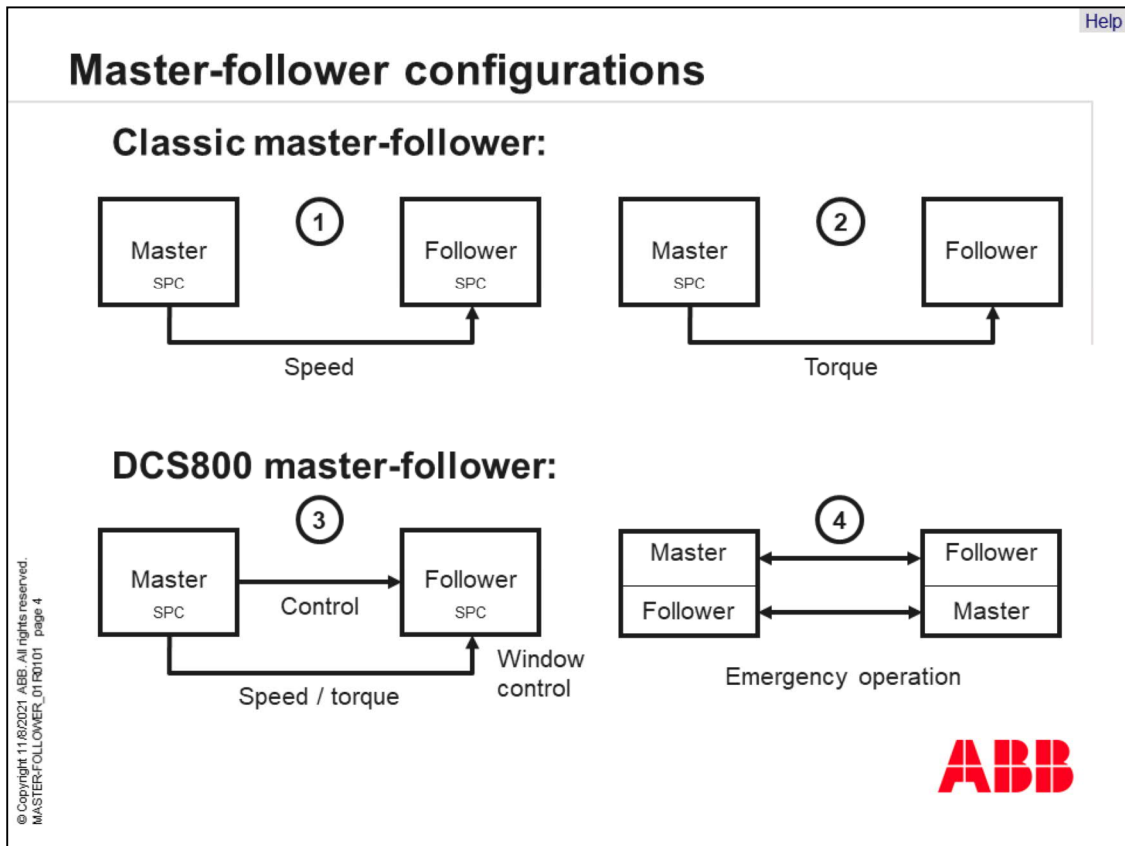 Help
Master-follower configurations
Classic master-follower:
1
Master
SPC
Follower
SPC
Speed
2
Master
SPC
Follower
Torque
DCS800 master-follower:
3
Master
SPC
Control
Follower
SPC
Speed / torque
Window
control
4
Master
Follower
Follower
Master
Emergency operation
© Copyright 11/8/2021 ABB. All rights reserved.
MASTER-FOLLOWER_01R0101 page 4
ABB